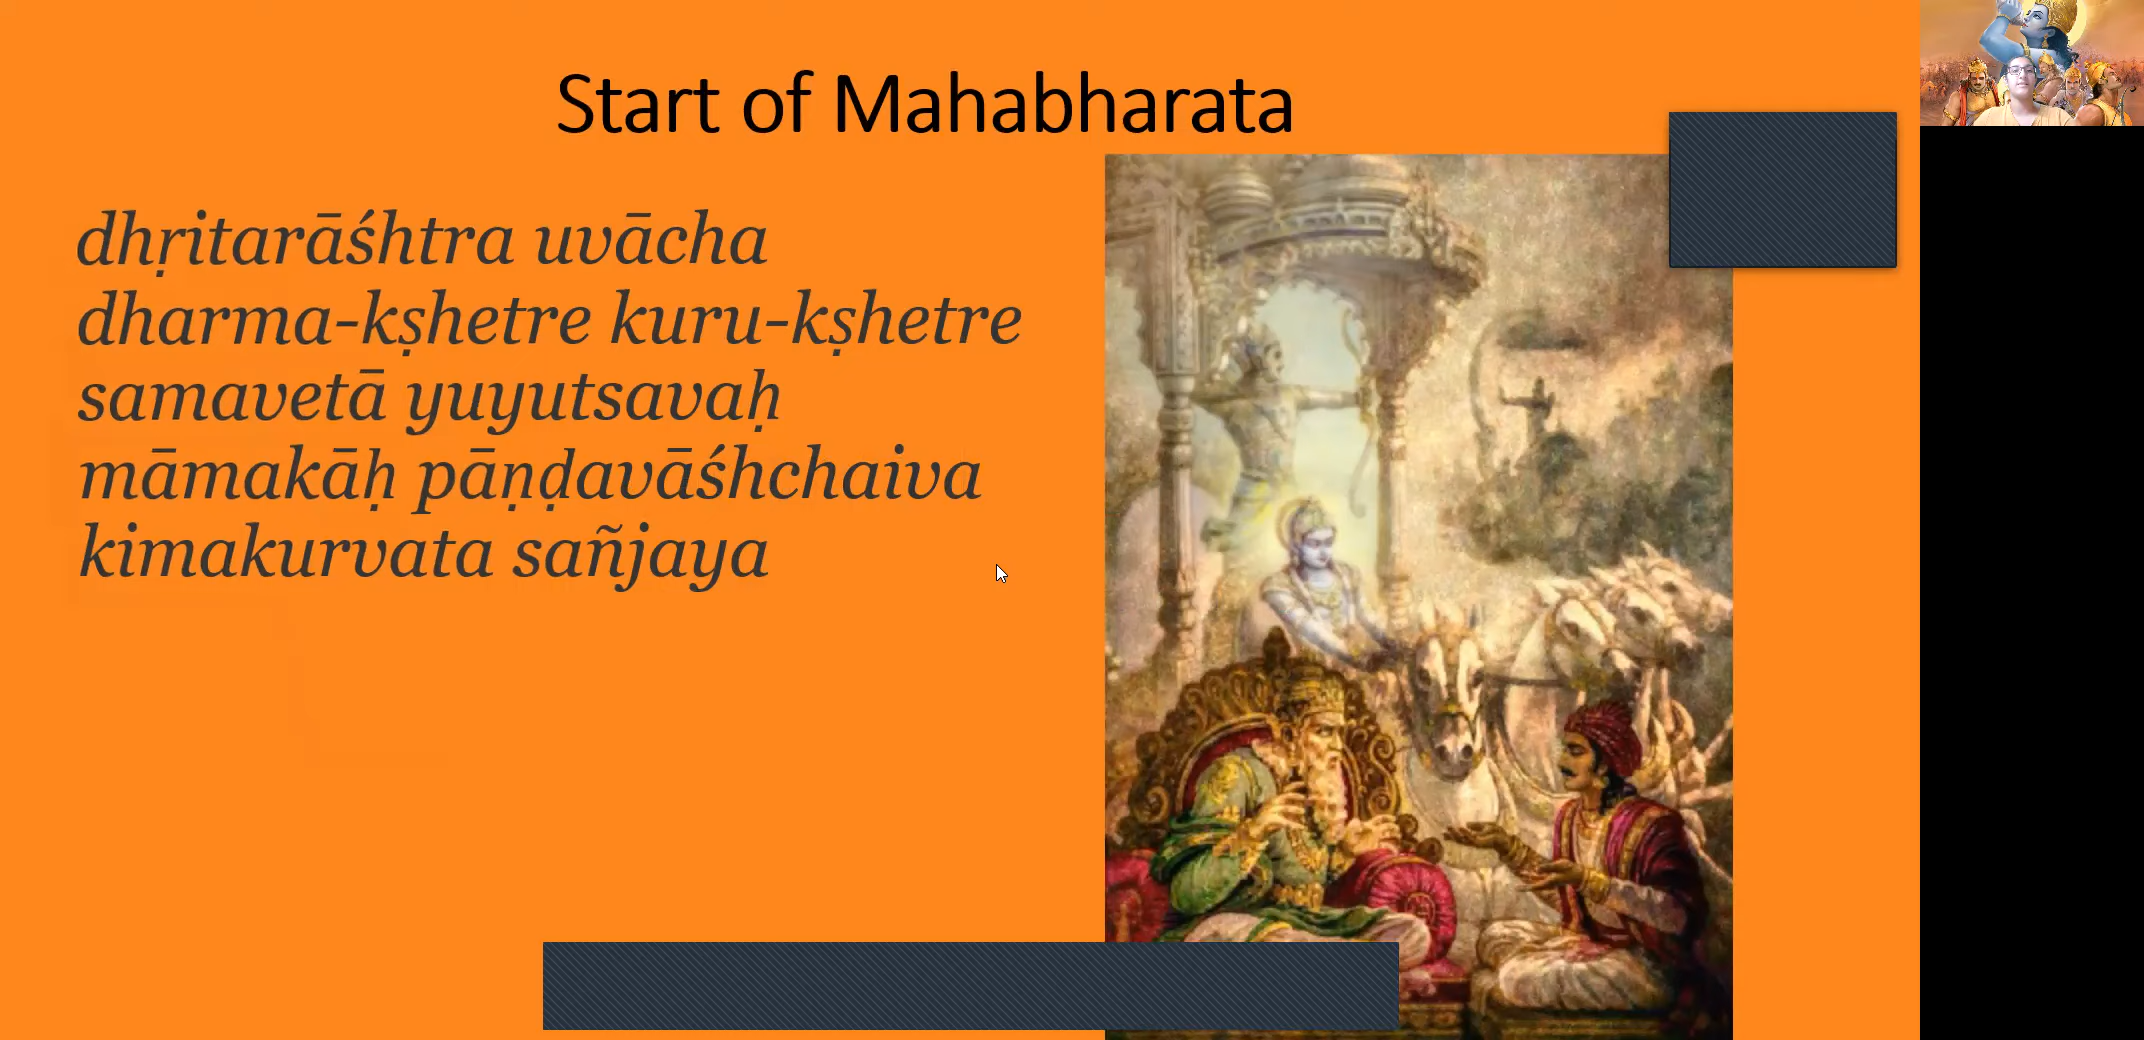 Start of Mahabharata
dhṛitarāśhtra uvācha
dharma-kṣhetre kuru-kṣhetre
samavetā yuyutsavaḥ
māmakāḥ pāṇḍavāśhchaiva
kimakurvata sañjaya